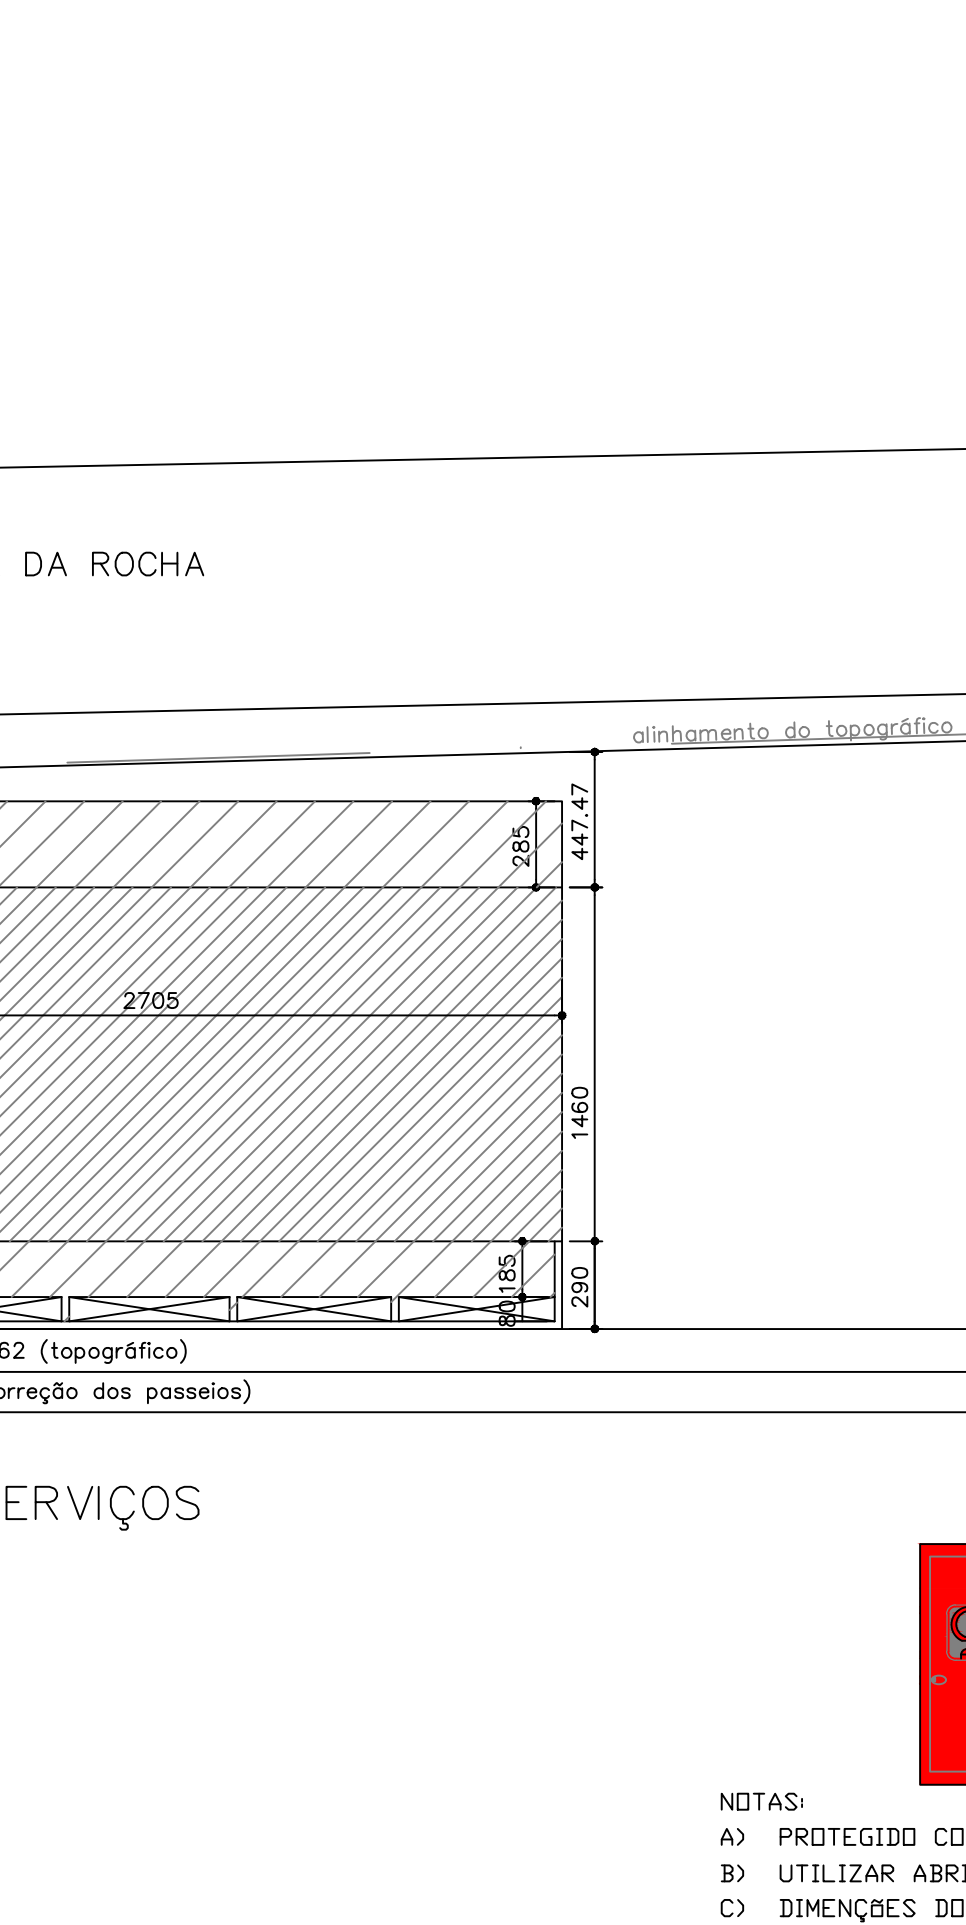 DA ROCHA
alinhamento do topográfico
447.47
285
2705
1460
185
290
80
62 (topográfico)
orreção dos passeios)
ERVIÇOS
NOTAS:
A) PROTEGIDO CO
B) UTILIZAR ABRI
C) DIMENÇÕES DO